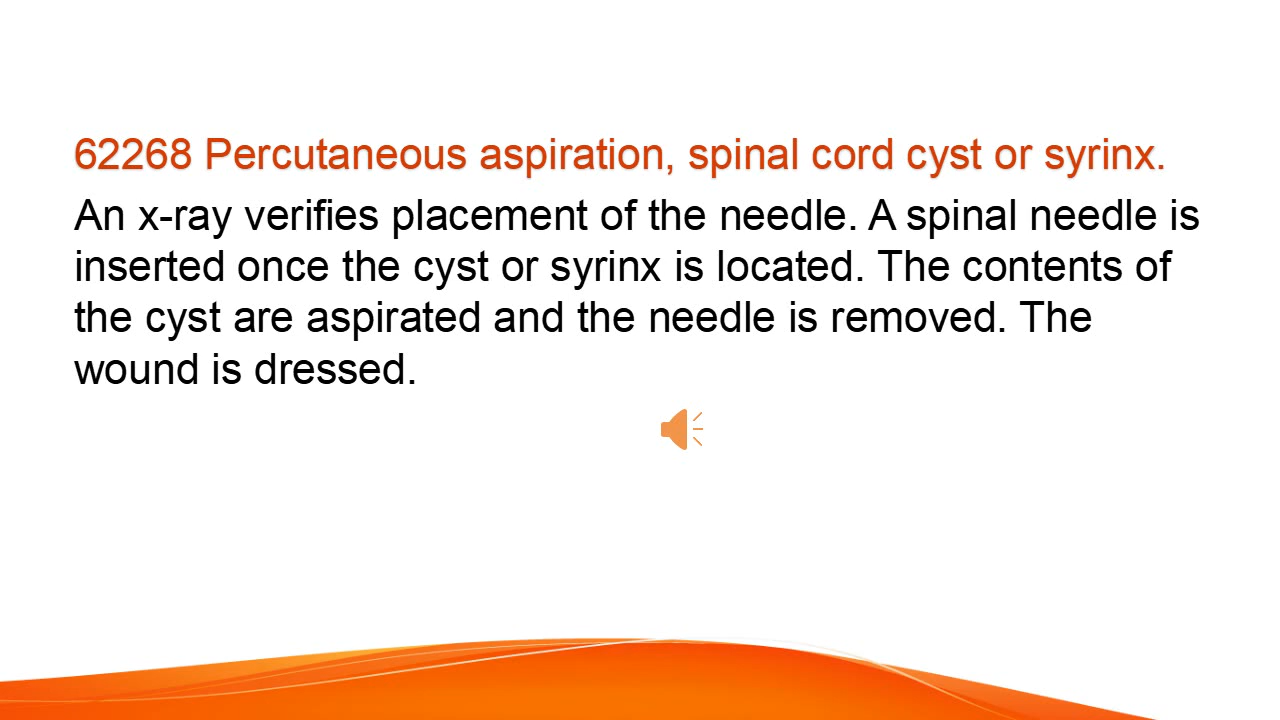 62268 Percutaneous aspiration, spinal cord cyst or syrinx.
An x-ray verifies placement of the needle. A spinal needle is
inserted once the cyst or syrinx is located. The contents of
the cyst are aspirated and the needle is removed. The
wound is dressed.